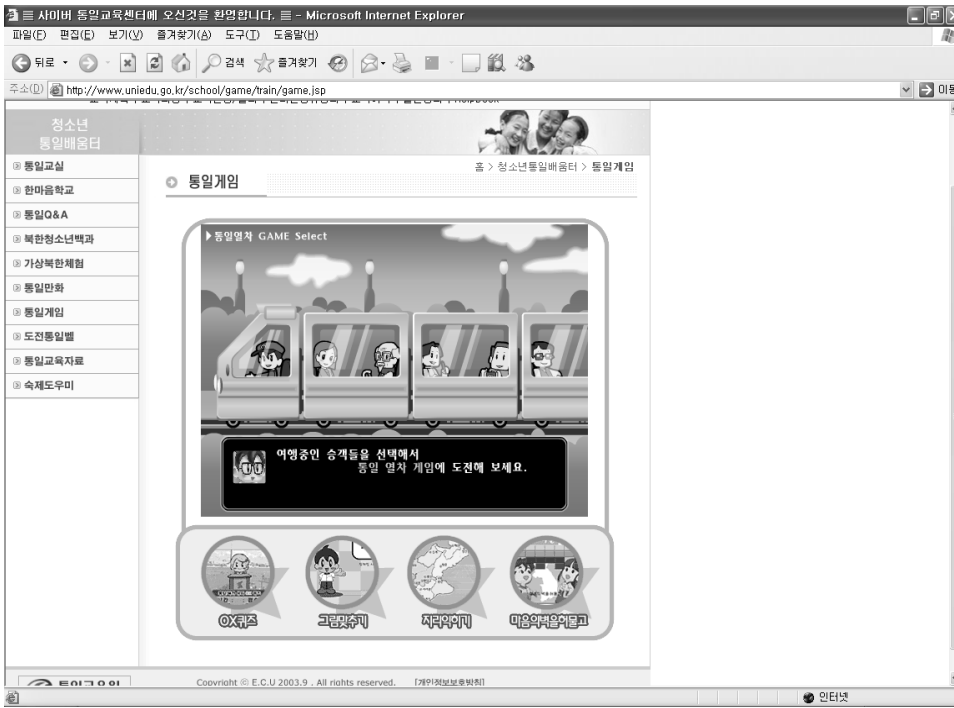 ≡ 사이버 통일교육센터에 오신것을 환영합니다. ≡ - Microsoft Internet Explorer
파일(F) 편집(E) 보기(V) 즐겨찾기(A) 도구(T) 도움말(H)
뒤로 검색 즐겨찾기
주소(D) http://www.uniedu.go.kr/school/game/train/game.jsp 이동
청소년
통일배움터
홈 > 청소년통일배움터 > 통일게임
통일게임
통일교실
한마음학교
통일Q&A
북한청소년백과
가상북한체험
통일만화
통일게임
도전통일벨
통일교육자료
숙제도우미
▶통일열차 GAME Select
여행중인 승객들을 선택해서
통일 열차 게임에 도전해 보세요.
OX퀴즈 그림맞추기 지리익히기 마음의벽을허물고
Copyright © E.C.U 2003.9 . All rights reserved. [개인정보보호방침]
인터넷